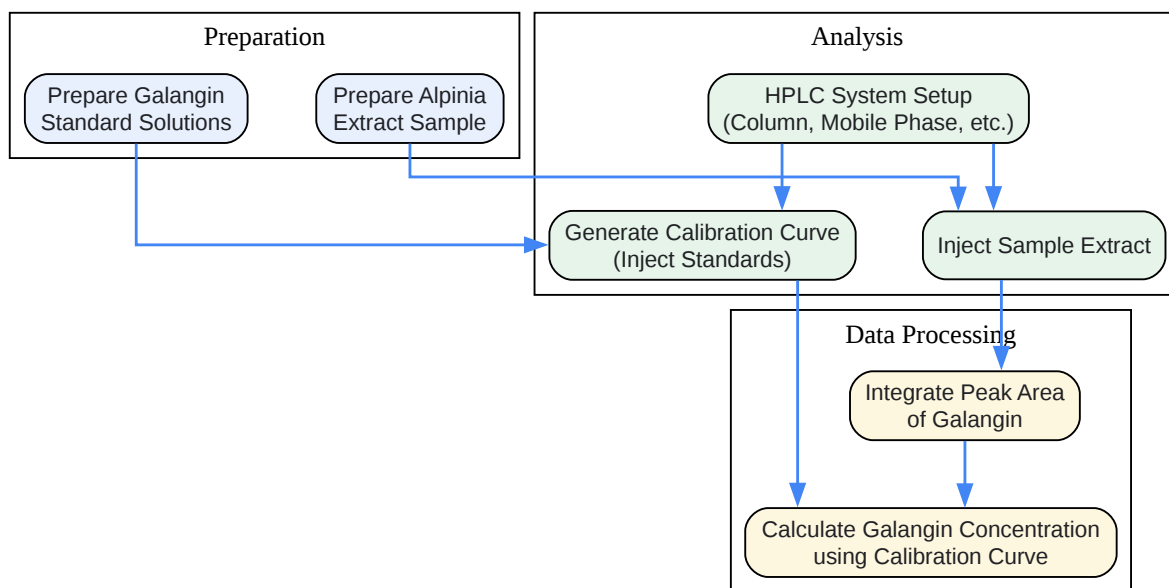 Preparation
Prepare Galangin
Standard Solutions
Prepare Alpinia
Extract Sample
Analysis
HPLC System Setup
(Column, Mobile Phase, etc.)
Generate Calibration Curve
(Inject Standards)
Inject Sample Extract
Data Processing
Integrate Peak Area
of Galangin
Calculate Galangin Concentration
using Calibration Curve